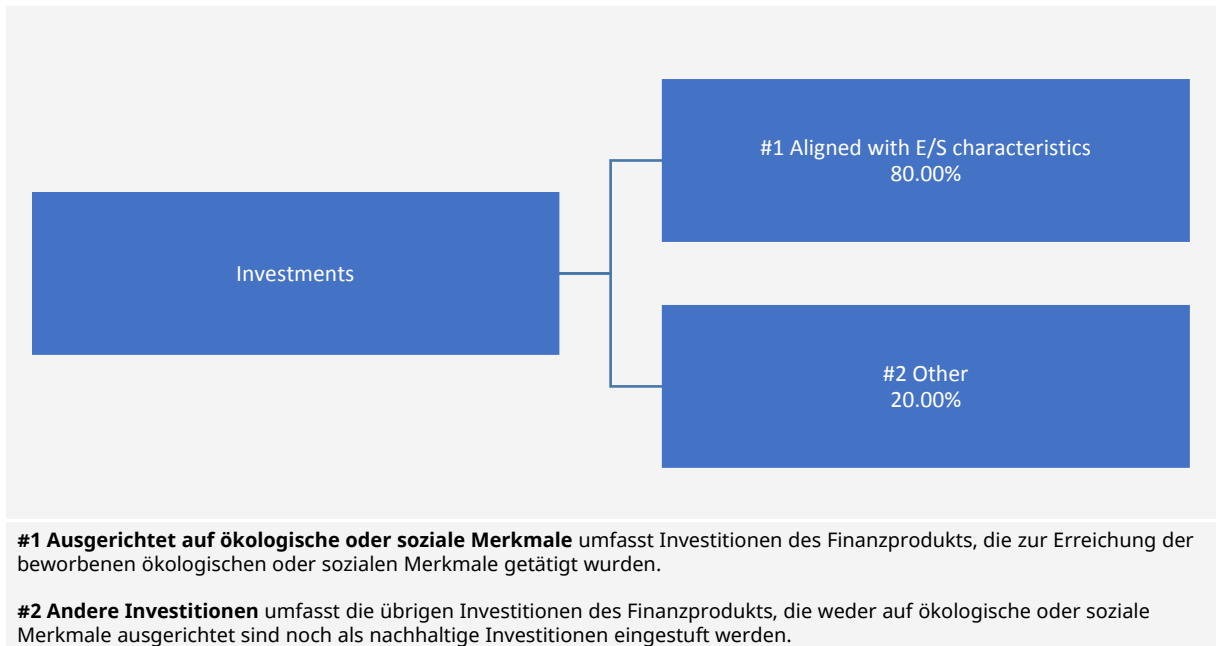 #1 Aligned with E/S characteristics
80.00%
Investments
#2 Other
20.00%
#1 Ausgerichtet auf ökologische oder soziale Merkmale umfasst Investitionen des Finanzprodukts, die zur Erreichung der
beworbenen ökologischen oder sozialen Merkmale getätigt wurden.
#2 Andere Investitionen umfasst die übrigen Investitionen des Finanzprodukts, die weder auf ökologische oder soziale
Merkmale ausgerichtet sind noch als nachhaltige Investitionen eingestuft werden.